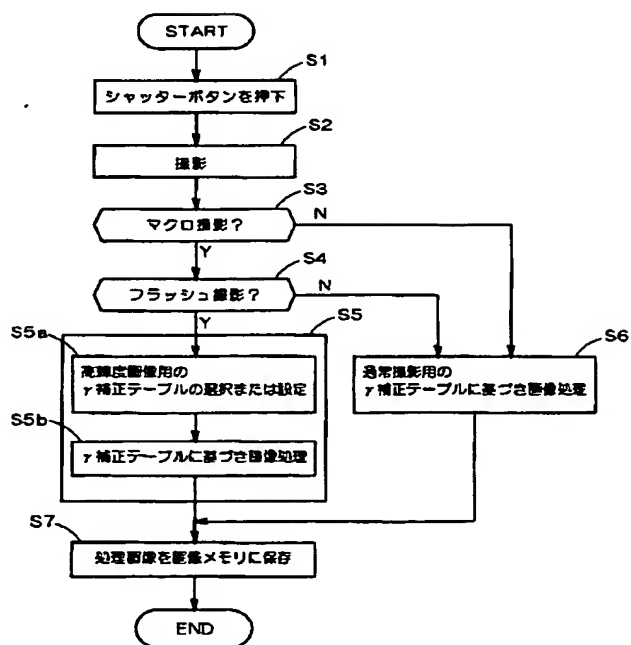 START
S1
シャッターボタンを押下
S2
撮影
S3
マクロ撮影?
N
Y
S4
フラッシュ撮影?
N
Y
S5
S5a
高輝度画像用の
γ補正テーブルの選択または設定
S6
通常撮影用の
γ補正テーブルに基づき画像処理
S5b
γ補正テーブルに基づき画像処理
S7
処理画像を画像メモリに保存
END